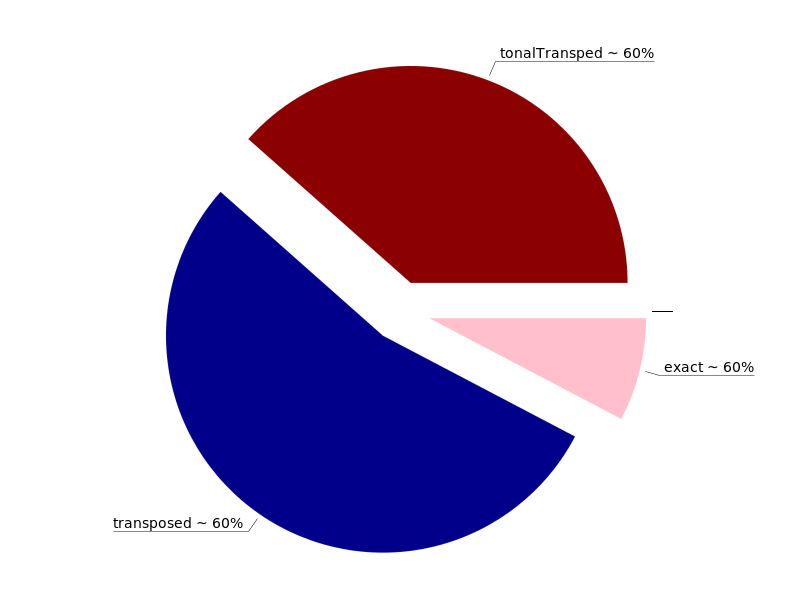 tonalTransped ~ 60%
exact ~ 60%
transposed ~ 60%